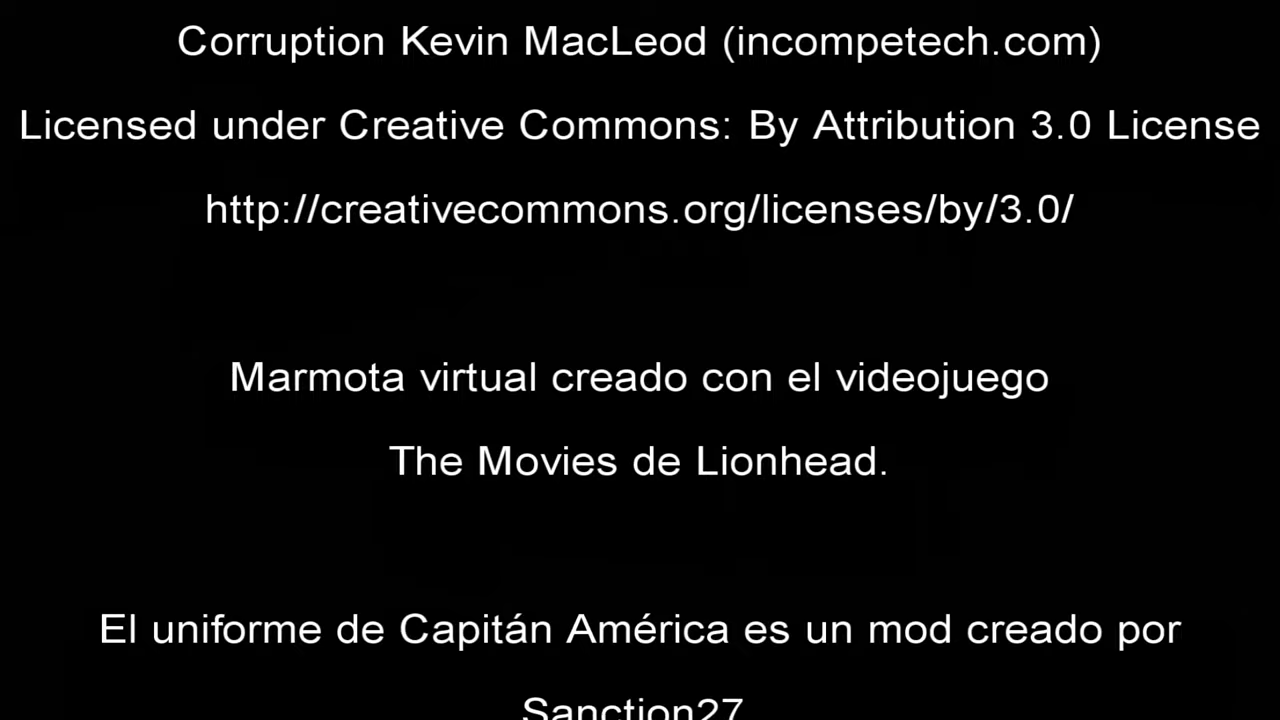 Corruption Kevin MacLeod (incompetech.com)
Licensed under Creative Commons: By Attribution 3.0 License
http://creativecommons.org/licenses/by/3.0/
Marmota virtual creado con el videojuego
The Movies de Lionhead.
El uniforme de Capitán América es un mod creado por
Sanction27